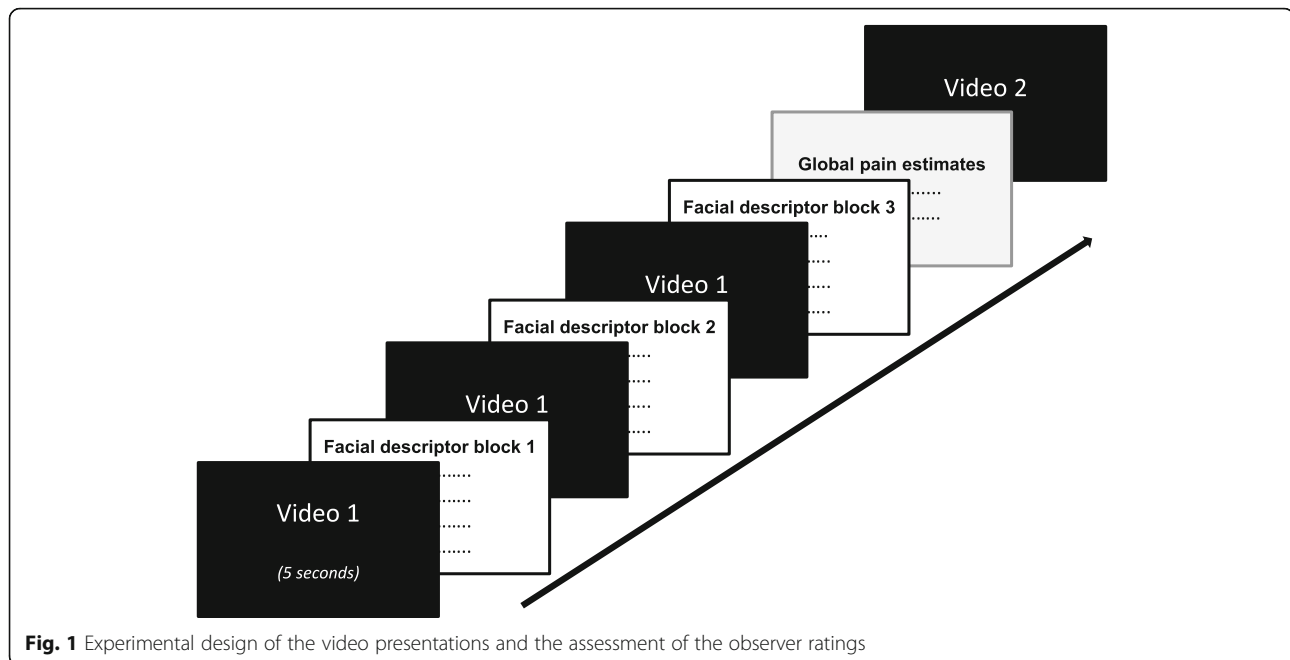 Video 1
(5 seconds)
Facial descriptor block 1
.......
.......
.......
.......
Video 1
Facial descriptor block 2
.....
.....
.....
.....
Video 1
Facial descriptor block 3
.....
.....
.....
.....
Global pain estimates
......
......
Video 2
Fig. 1 Experimental design of the video presentations and the assessment of the observer ratings